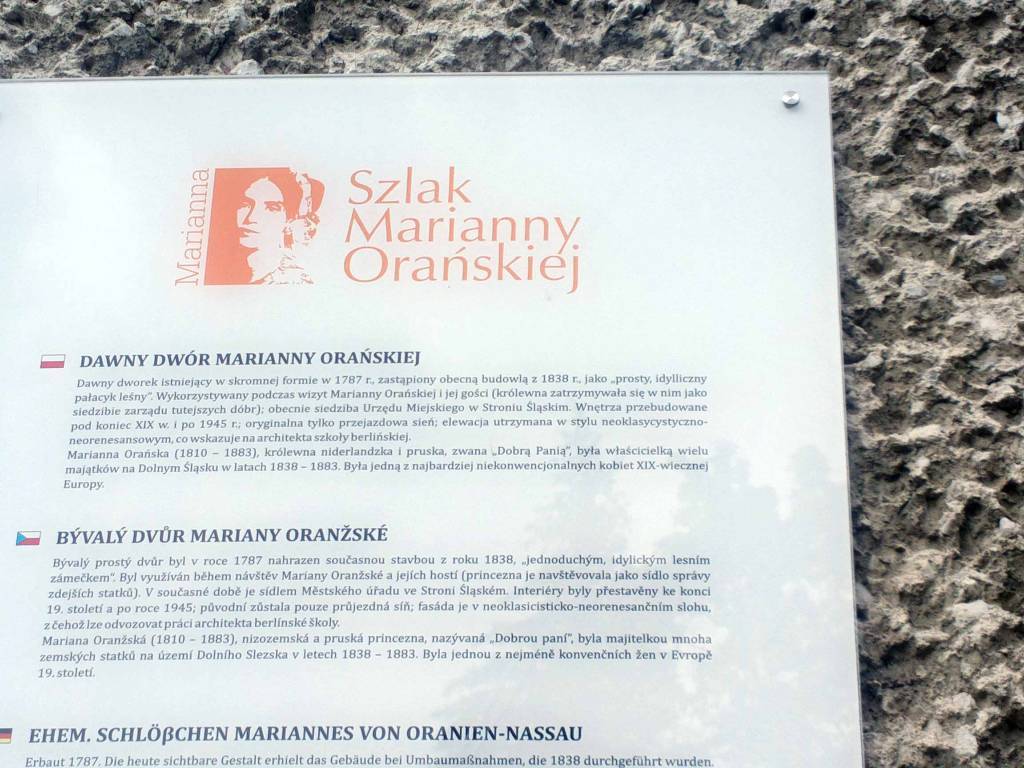 Marianna
Szlak
Marianny
Orańskiej
DAWNY DWÓR MARIANNY ORAŃSKIEJ
Dawny dworek istniejący w skromnej formie w 1787 r., zastąpiony obecną budowlą z 1838 r., jako „prosty, idylliczny
pałacyk leśny”. Wykorzystywany podczas wizyt Marianny Orańskiej i jej gości (królewna zatrzymywała się w nim jako
siedzibie zarządu tutejszych dóbr); obecnie siedziba Urzędu Miejskiego w Stroniu Śląskim. Wnętrza przebudowane
pod koniec XIX w. i po 1945 r.; oryginalna tylko przejazdowa sień; elewacja utrzymana w stylu neoklasycystyczno-
neorenesansowym, co wskazuje na architekta szkoły berlińskiej.
Marianna Orańska (1810 – 1883), królewna niderlandzka i pruska, zwana „Dobrą Panią”, była właścicielką wielu
majątków na Dolnym Śląsku w latach 1838 – 1883. Była jedną z najbardziej niekonwencjonalnych kobiet XIX-wiecznej
Europy.
BÝVALÝ DVŮR MARIANY ORANŽSKÉ
Bývalý prostý dvůr byl v roce 1787 nahrazen současnou stavbou z roku 1838, „jednoduchým, idylickým lesním
zámečkem”. Byl využíván během návštěv Mariany Oranžské a jejích hostí (princezna je navštěvovala jako sídlo správy
zdejších statků). V současné době je sídlem Městského úřadu ve Stroni Śląském. Interiéry byly přestavěny ke konci
19. století a po roce 1945; původní zůstala pouze průjezdná síň; fasáda je v neoklasicisticko-neorenesančním slohu,
z čehož lze odvozovat práci architekta berlínské školy.
Mariana Oranžská (1810 – 1883), nizozemská a pruská princezna, nazývaná „Dobrou paní”, byla majitelkou mnoha
zemských statků na území Dolního Slezska v letech 1838 – 1883. Byla jednou z nejméně konvenčních žen v Evropě
19. století.
EHEM. SCHLÖβCHEN MARIANNES VON ORANIEN-NASSAU
Erbaut 1787. Die heute sichtbare Gestalt erhielt das Gebäude bei Umbaumaßnahmen, die 1838 durchgeführt wurden.